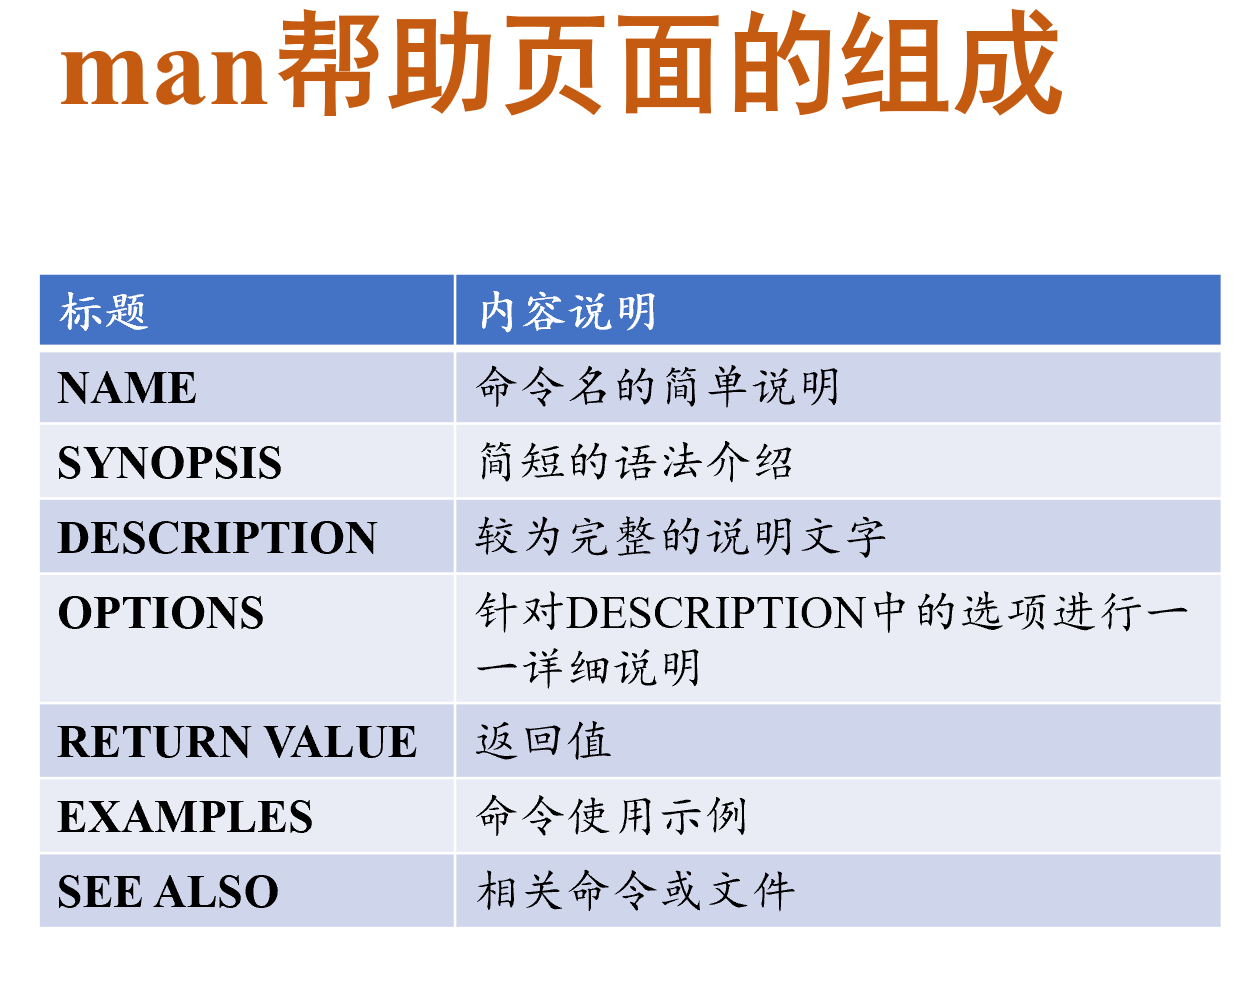 man帮助页面的组成
标题 内容说明
NAME 命令名的简单说明
SYNOPSIS 简短的语法介绍
DESCRIPTION 较为完整的说明文字
OPTIONS 针对DESCRIPTION中的选项进行一
一详细说明
RETURN VALUE 返回值
EXAMPLES 命令使用示例
SEE ALSO 相关命令或文件